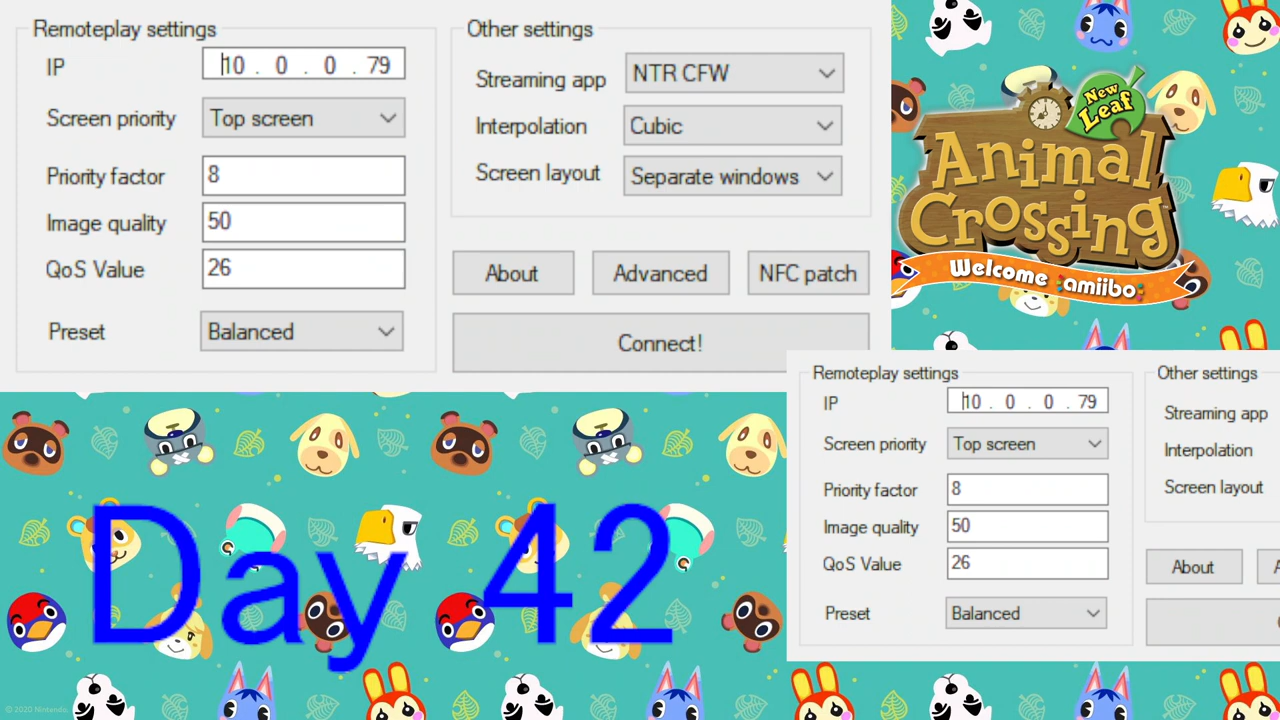 Remoteplay settings
IP
10 . 0 . 0 . 79
Screen priority
Top screen
Priority factor
8
Image quality
50
QoS Value
26
Preset
Balanced
Other settings
Streaming app
NTR CFW
Interpolation
Cubic
Screen layout
Separate windows
About
Advanced
NFC patch
Connect!
New
Leaf
Animal
Crossing™
Welcome amiibo
Remoteplay settings
IP
10 . 0 . 0 . 79
Screen priority
Top screen
Priority factor
8
Image quality
50
QoS Value
26
Preset
Balanced
Other settings
Streaming app
Interpolation
Screen layout
About
Day 42
© 2020 Nintendo.